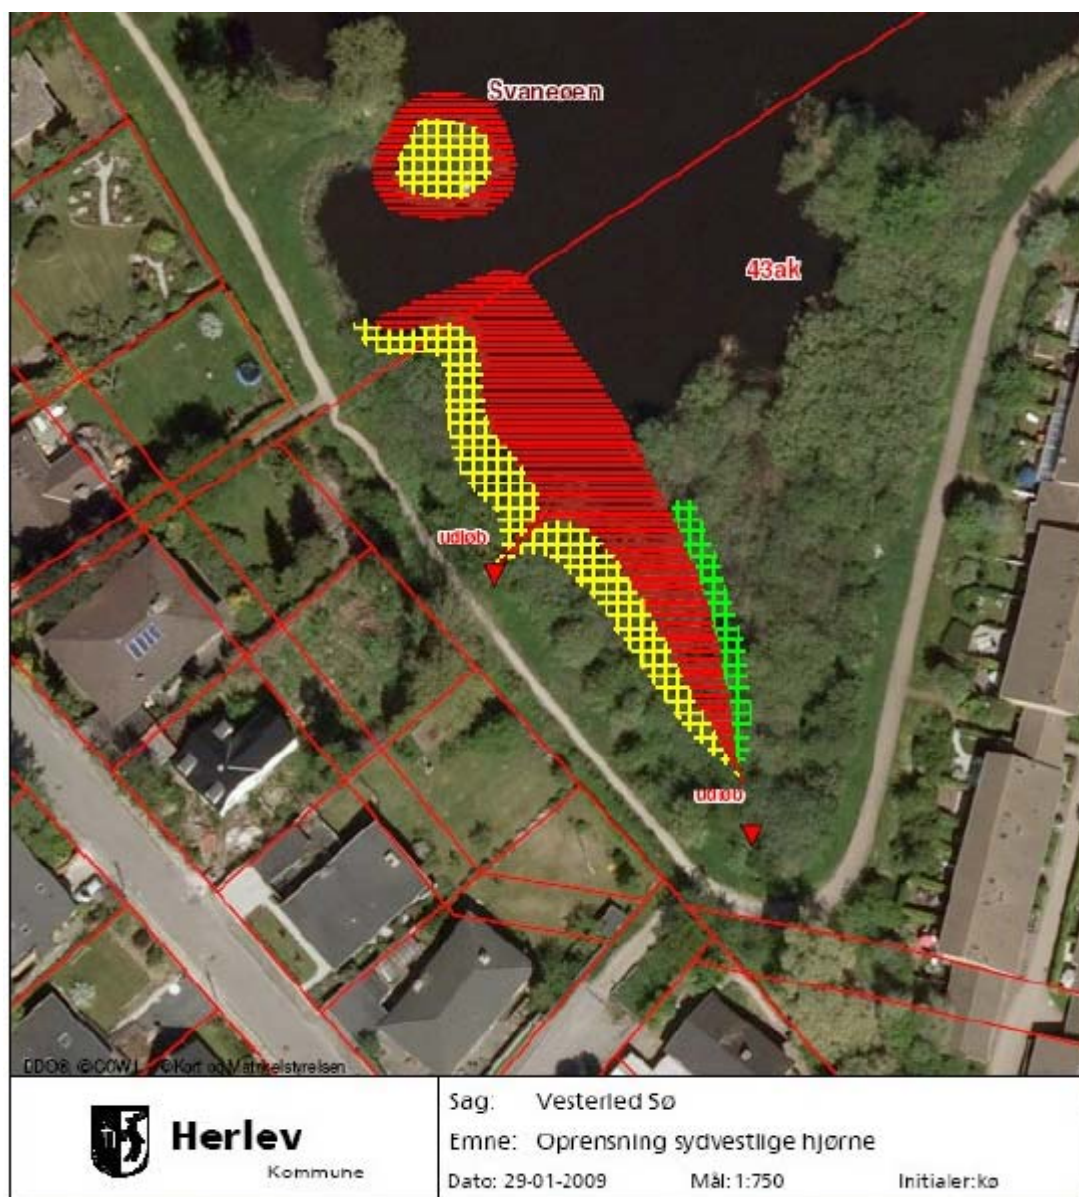 Svaneøen
43ak
udløb
udløb
DDO8, ©COWI ©Kort og Matrikelstyrelsen
Herlev
Kommune
Sag: Vesterled Sø
Emne: Oprensning sydvestlige hjørne
Dato: 29-01-2009 Mål: 1:750 Initialer: kø